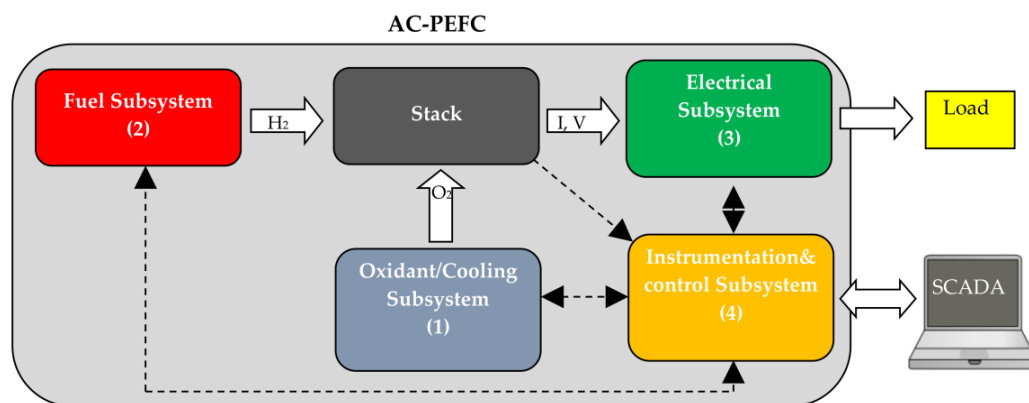 AC-PEFC
Fuel Subsystem
(2)
H₂
Stack
I, V
Electrical
Subsystem
(3)
Load
O₂
Oxidant/Cooling
Subsystem
(1)
Instrumentation&
control Subsystem
(4)
SCADA